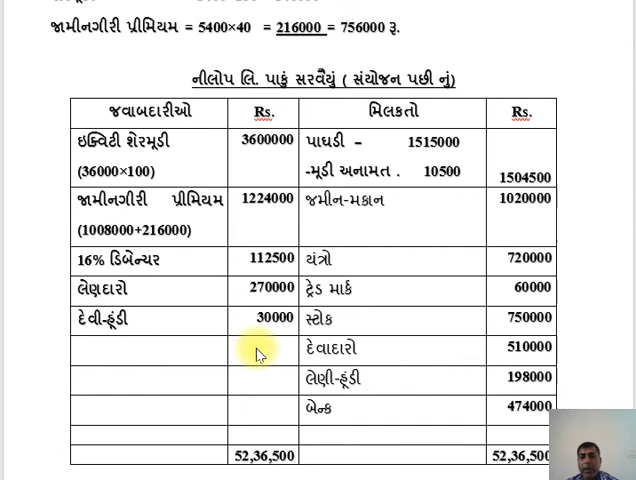 જામીનગીરી પ્રીમિયમ = 5400×40 = 216000 = 756000 રૂ.
નીલોપ લિ. પાકું સરવૈયું ( સંયોજન પછી નું)
જવાબદારીઓ Rs. મિલકતો Rs.
ઇક્વિટી શેરમૂડી 3600000 પાઘડી – 1515000
(36000×100) -મૂડી અનામત . 10500 1504500
જામીનગીરી પ્રીમિયમ 1224000 જમીન-મકાન 1020000
(1008000+216000)
16% ડિબેન્ચર 112500 યંત્રો 720000
લેણદારો 270000 ટ્રેડ માર્ક 60000
દેવી-હૂંડી 30000 સ્ટોક 750000
દેવાદારો 510000
લેણી-હૂંડી 198000
બેન્ક 474000
52,36,500 52,36,500